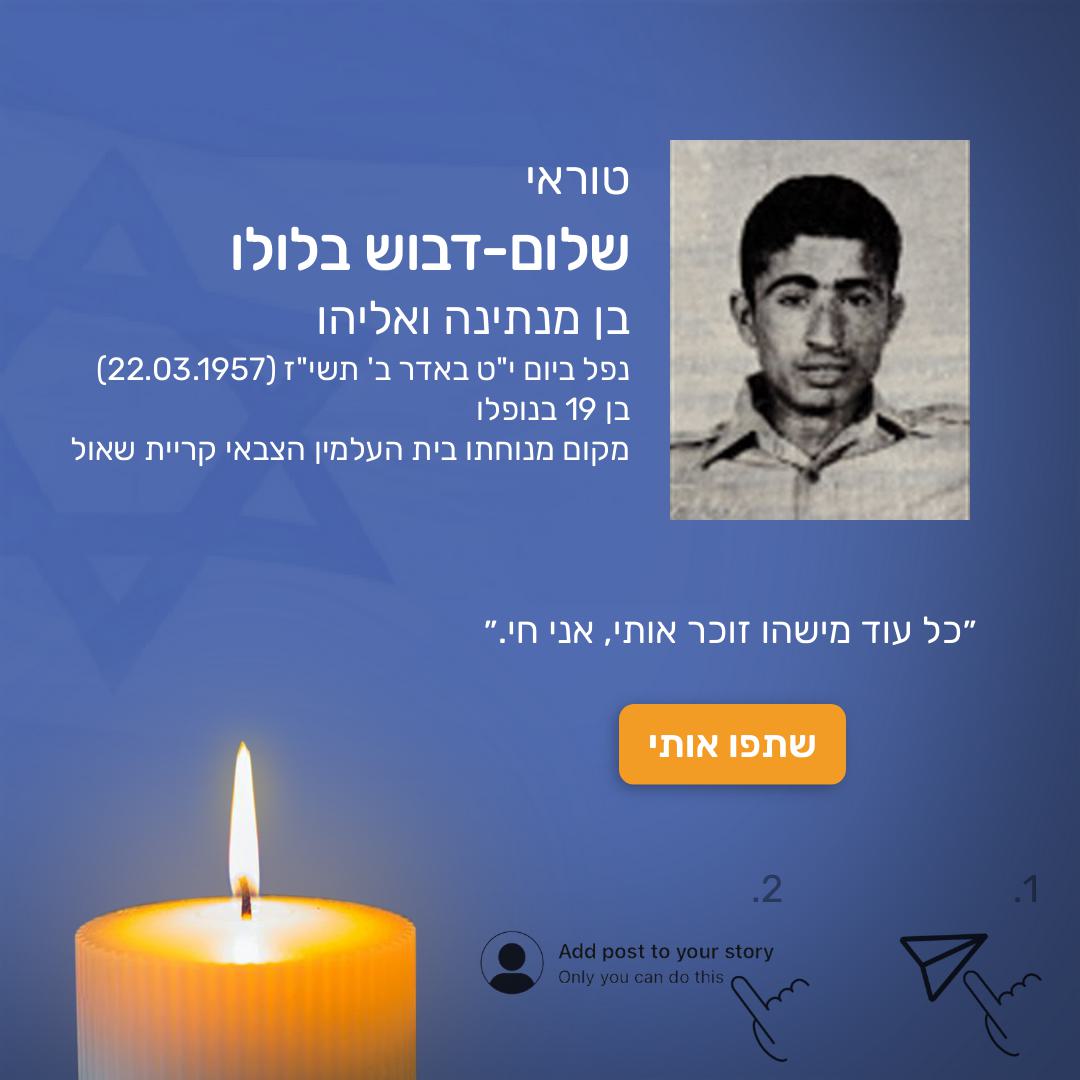 טוראי
שלום-דבוש בלולו
בן מנתינה ואליהו
נפל ביום י"ט באדר ב' תשי"ז (22.03.1957)
בן 19 בנופלו
מקום מנוחתו בית העלמין הצבאי קריית שאול
״כל עוד מישהו זוכר אותי, אני חי.״
שתפו אותי
1.
2.
Add post to your story
Only you can do this